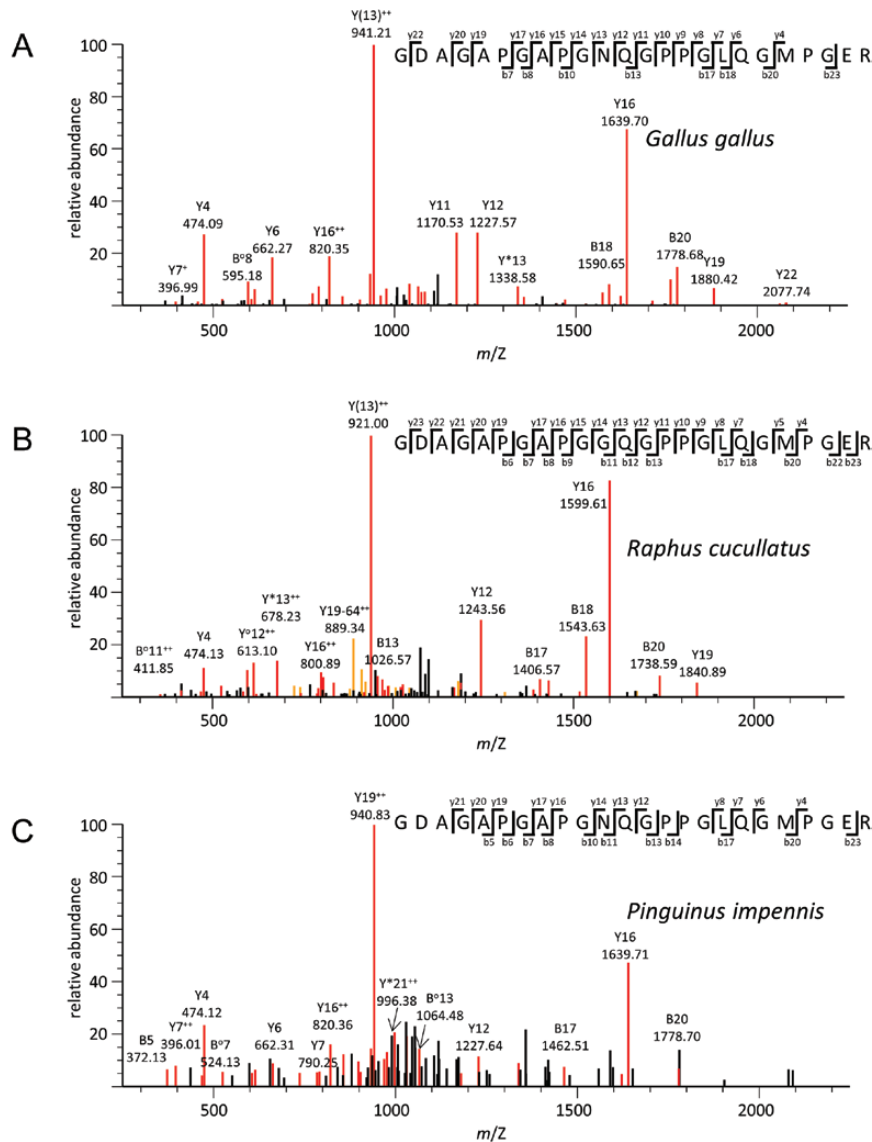 A
Y(13)++
941.21
y22 y20 y19 y17 y16 y15 y14 y13 y12 y11 y10 y9 y8 y7 y6 y4
G D A G A P G A P G N Q G P P G L Q G M P G E R
b7 b8 b10 b13 b17 b18 b20 b23
Y16
1639.70
Gallus gallus
Y4
474.09
Y7+
396.99
B°8
595.18
Y6
662.27
Y16++
820.35
Y11
1170.53
Y12
1227.57
Y*13
1338.58
B18
1590.65
B20
1778.68
Y19
1880.42
Y22
2077.74
relative abundance
100
80
60
40
20
500 1000 1500 2000
m/Z
B
Y(13)++
921.00
y23 y22 y21 y20 y19 y17 y16 y15 y14 y13 y12 y11 y10 y9 y7 y5 y4
G D A G A P G A P G G Q G P P G L Q G M P G E R
b6 b7 b8 b9 b11 b12 b13 b17 b18 b20 b22 b23
Y16
1599.61
Raphus cucullatus
B°11++
411.85
Y4
474.13
Y°12++
613.10
Y*13++
678.23
Y16++
800.89
Y19-64++
889.34
B13
1026.57
Y12
1243.56
B17
1406.57
B18
1543.63
B20
1738.59
Y19
1840.89
relative abundance
100
80
60
40
20
500 1000 1500 2000
m/Z
C
Y19++
940.83
y21 y20 y19 y17 y16 y14 y13 y12 y8 y7 y6 y4
G D A G A P G A P G N Q G P P G L Q G M P G E R
b5 b6 b7 b8 b10 b11 b13 b14 b17 b20 b23
Pinguinus impennis
Y16
1639.71
B5
372.13
Y7++
396.01
Y4
474.12
B°7
524.13
Y6
662.31
Y7
790.25
Y16++
820.36
Y*21++
996.38
B°13
1064.48
Y12
1227.64
B17
1462.51
B20
1778.70
relative abundance
100
80
60
40
20
500 1000 1500 2000
m/Z